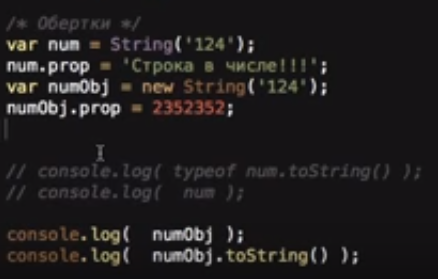 /* Обертки */
var num = String('124');
num.prop = 'Строка в числе!!!';
var numObj = new String('124');
numObj.prop = 2352352;
// console.log( typeof num.toString() );
// console.log(  num );
console.log(  numObj );
console.log(  numObj.toString() );